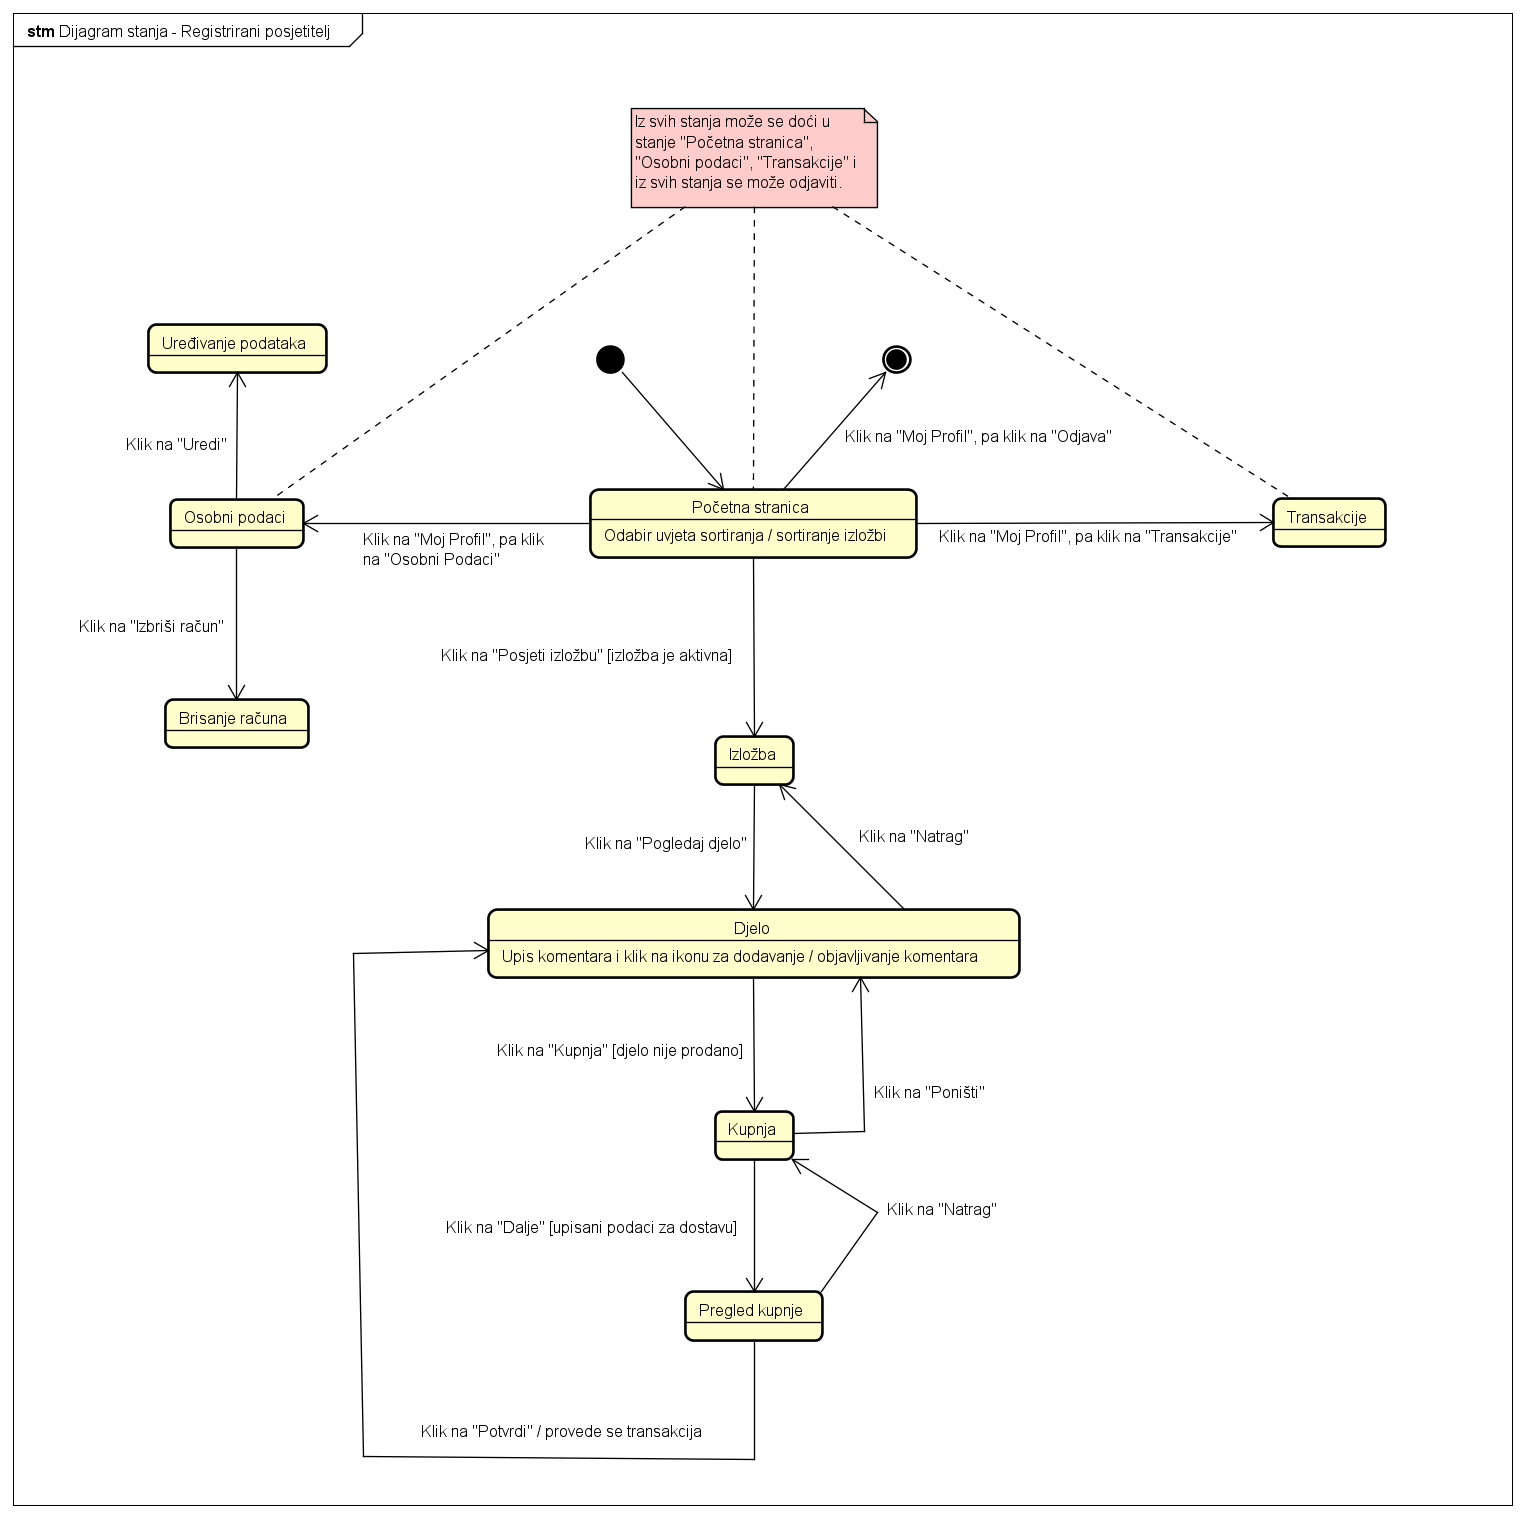 stm Dijagram stanja - Registrirani posjetitelj
Iz svih stanja može se doći u
stanje "Početna stranica",
"Osobni podaci", "Transakcije" i
iz svih stanja se može odjaviti.
Uređivanje podataka
Klik na "Moj Profil", pa klik na "Odjava"
Klik na "Uredi"
Osobni podaci
Početna stranica
Odabir uvjeta sortiranja / sortiranje izložbi
Transakcije
Klik na "Moj Profil", pa klik
na "Osobni Podaci"
Klik na "Moj Profil", pa klik na "Transakcije"
Klik na "Izbriši račun"
Klik na "Posjeti izložbu" [izložba je aktivna]
Brisanje računa
Izložba
Klik na "Pogledaj djelo"
Klik na "Natrag"
Djelo
Upis komentara i klik na ikonu za dodavanje / objavljivanje komentara
Klik na "Kupnja" [djelo nije prodano]
Klik na "Poništi"
Kupnja
Klik na "Dalje" [upisani podaci za dostavu]
Klik na "Natrag"
Pregled kupnje
Klik na "Potvrdi" / provede se transakcija